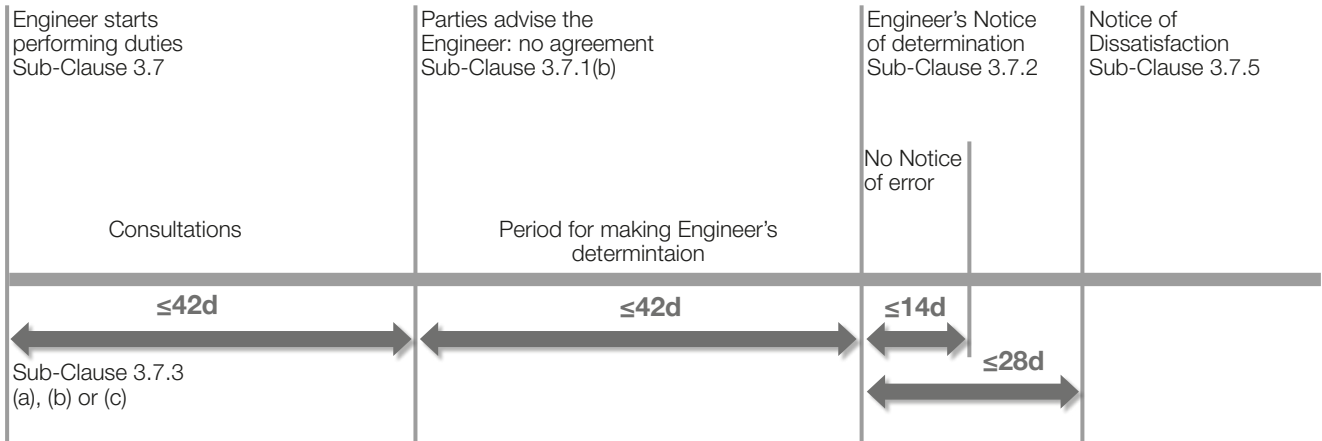 Engineer starts
performing duties
Sub-Clause 3.7
Parties advise the
Engineer: no agreement
Sub-Clause 3.7.1(b)
Engineer’s Notice
of determination
Sub-Clause 3.7.2
Notice of
Dissatisfaction
Sub-Clause 3.7.5
No Notice
of error
Consultations
Period for making Engineer’s
determintaion
≤42d
≤42d
≤14d
≤28d
Sub-Clause 3.7.3
(a), (b) or (c)